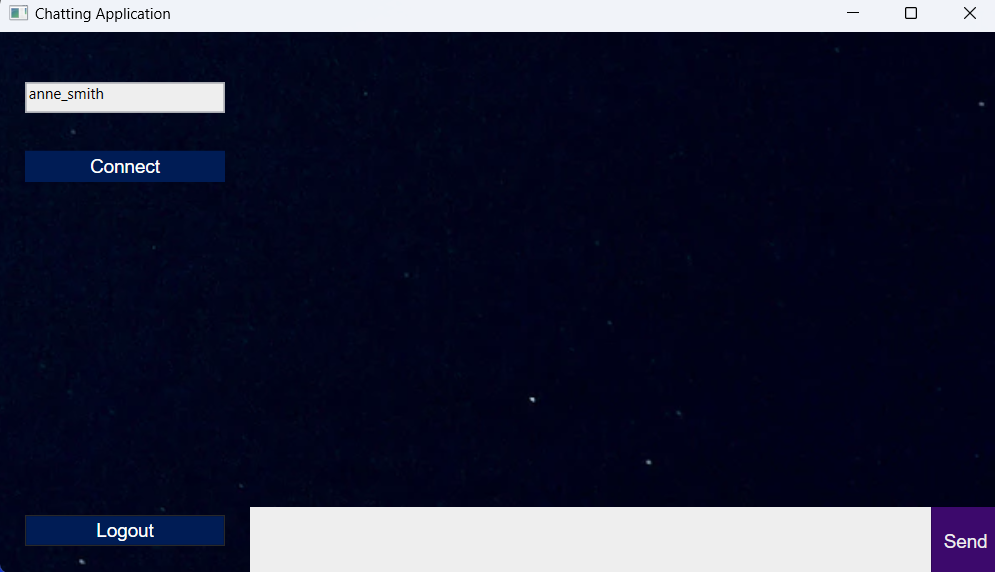 Chatting Application
anne_smith
Connect
Logout
Send